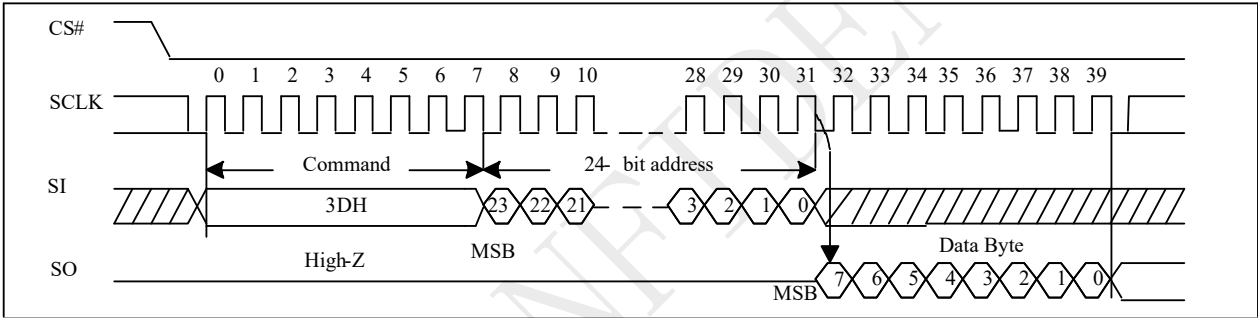 CS#
0 1 2 3 4 5 6 7 8 9 10 28 29 30 31 32 33 34 35 36 37 38 39
SCLK
Command 24- bit address
SI
3DH 23 22 21 3 2 1 0
MSB Data Byte
High-Z
SO
7 6 5 4 3 2 1 0
MSB